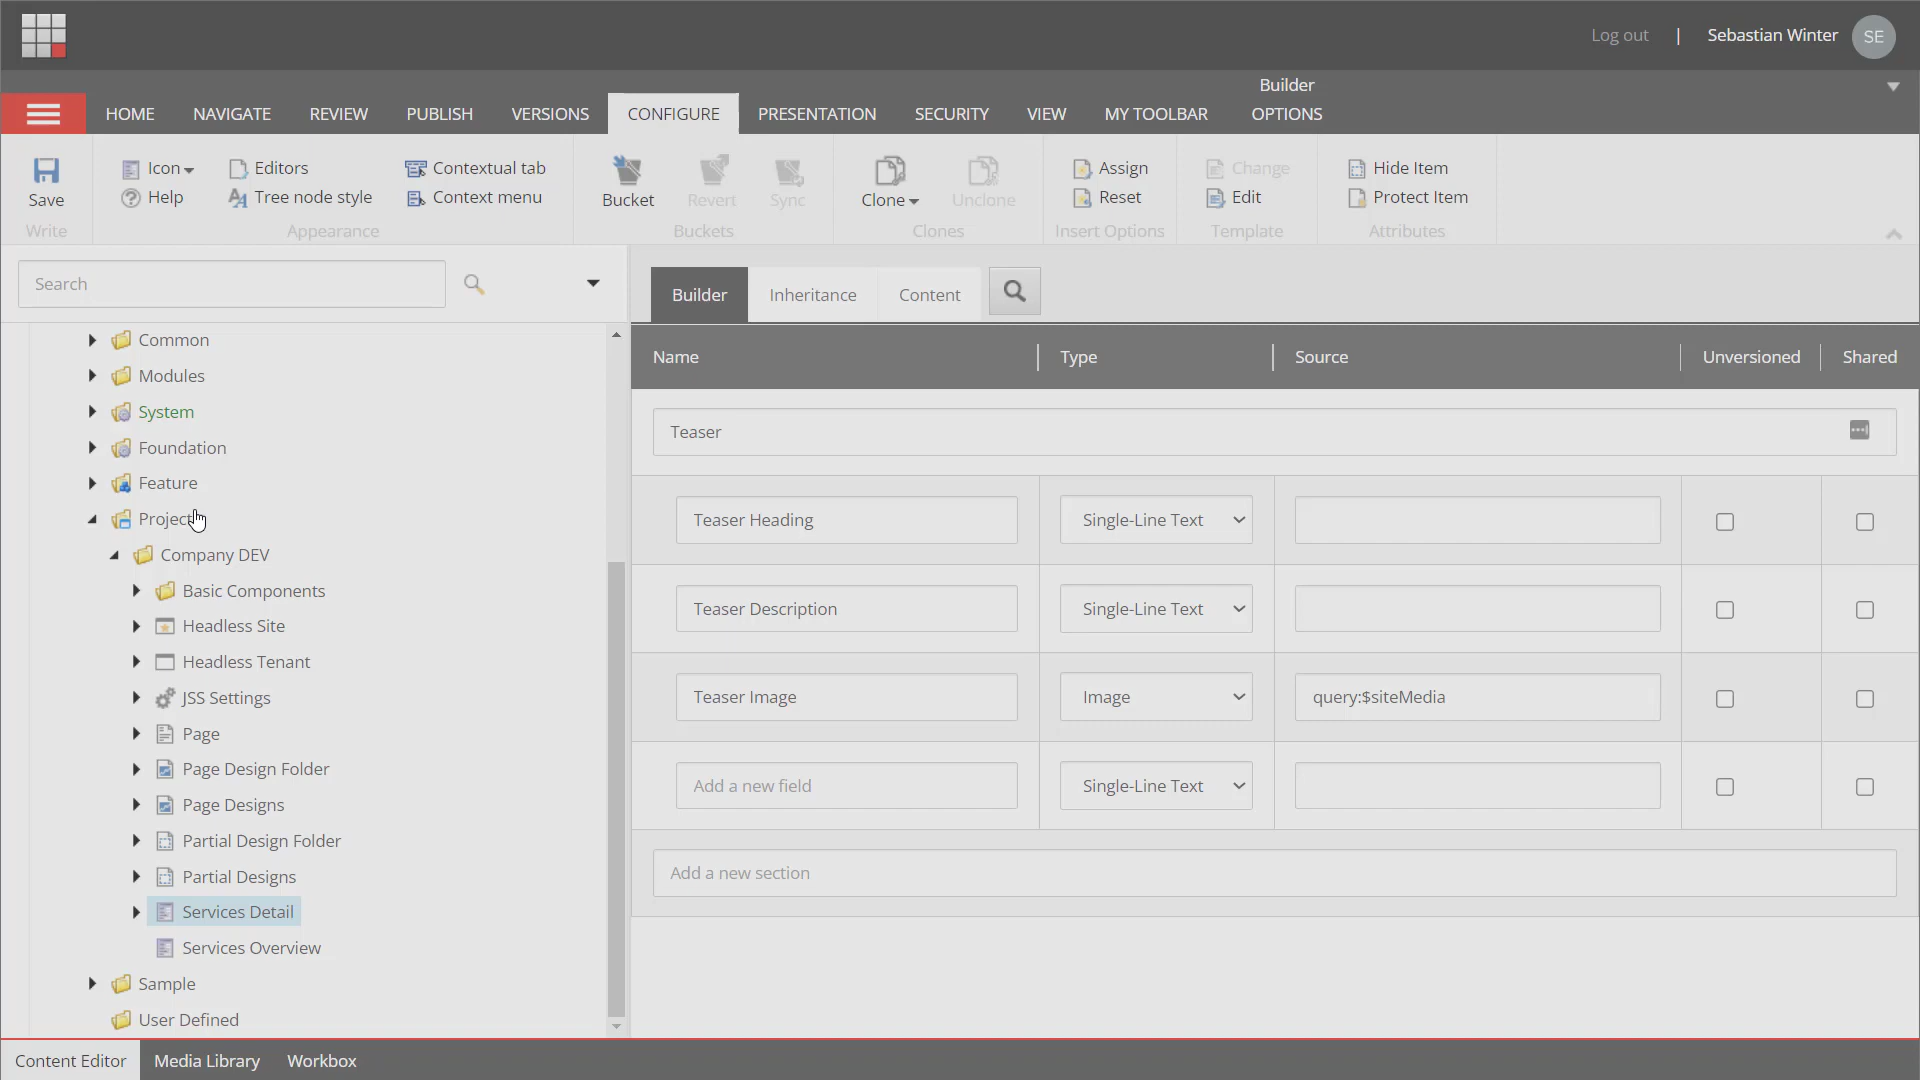 Log out | Sebastian Winter SE
Builder
HOME NAVIGATE REVIEW PUBLISH VERSIONS CONFIGURE PRESENTATION SECURITY VIEW MY TOOLBAR OPTIONS
Save
Write
Icon Editors Contextual tab
Help Tree node style Context menu
Appearance
Bucket Revert Sync
Buckets
Clone Unclone
Clones
Assign
Reset
Insert Options
Change
Edit
Template
Hide Item
Protect Item
Attributes
Search
Common
Modules
System
Foundation
Feature
Project
Company DEV
Basic Components
Headless Site
Headless Tenant
JSS Settings
Page
Page Design Folder
Page Designs
Partial Design Folder
Partial Designs
Services Detail
Services Overview
Sample
User Defined
Builder Inheritance Content
Name Type Source Unversioned Shared
Teaser
Teaser Heading Single-Line Text
Teaser Description Single-Line Text
Teaser Image Image query:$siteMedia
Add a new field Single-Line Text
Add a new section
Content Editor Media Library Workbox